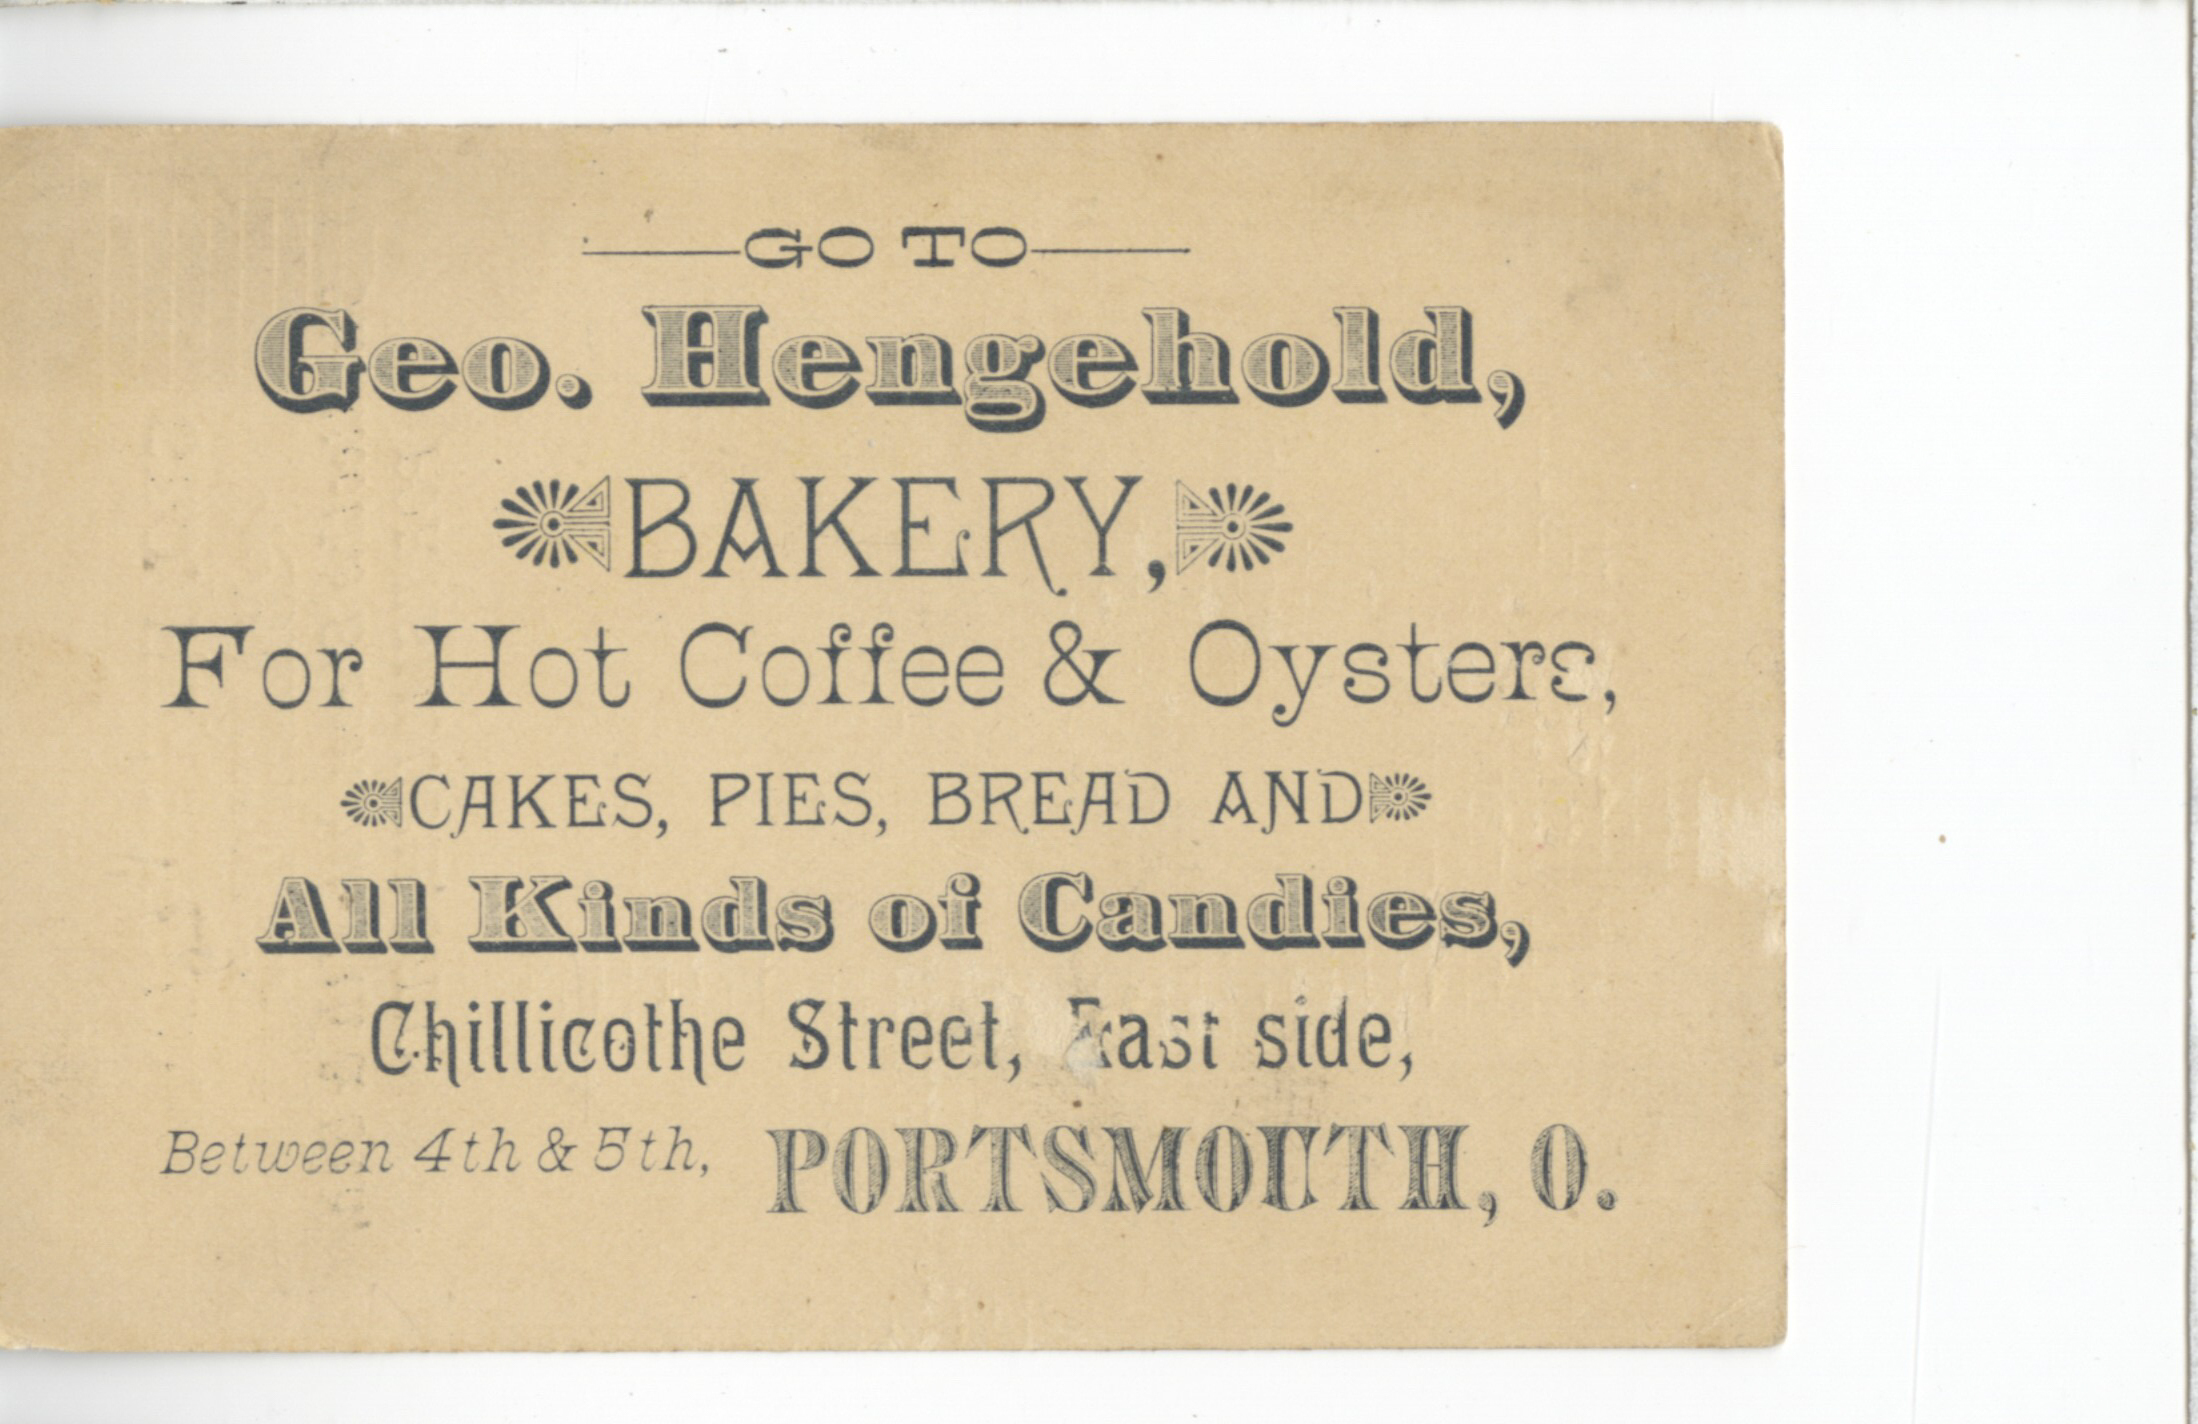 GO TO
Geo. Hengehold,
BAKERY,
For Hot Coffee & Oysters,
CAKES, PIES, BREAD AND
All Kinds of Candies,
Chillicothe Street, East side,
Between 4th & 5th, PORTSMOUTH, O.